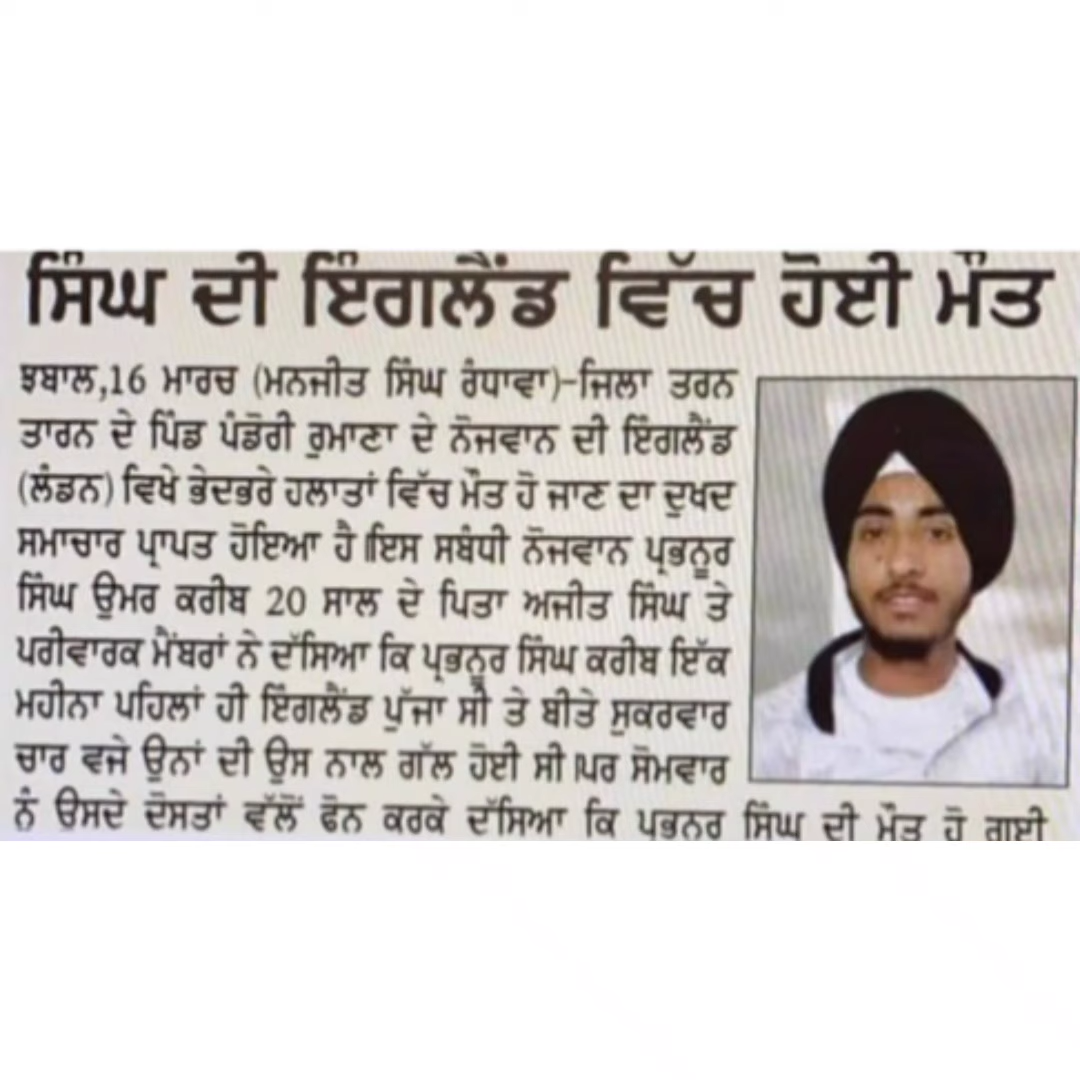 ਸਿੰਘ ਦੀ ਇੰਗਲੈਂਡ ਵਿੱਚ ਹੋਈ ਮੌਤ
ਝਬਾਲ,16 ਮਾਰਚ (ਮਨਜੀਤ ਸਿੰਘ ਰੰਧਾਵਾ)-ਜਿਲਾ ਤਰਨ
ਤਾਰਨ ਦੇ ਪਿੰਡ ਪੰਡੋਰੀ ਰੁਮਾਣਾ ਦੇ ਨੌਜਵਾਨ ਦੀ ਇੰਗਲੈਂਡ
(ਲੰਡਨ) ਵਿਖੇ ਭੇਦਭਰੇ ਹਲਾਤਾਂ ਵਿੱਚ ਮੌਤ ਹੋ ਜਾਣ ਦਾ ਦੁਖਦ
ਸਮਾਚਾਰ ਪ੍ਰਾਪਤ ਹੋਇਆ ਹੈ।ਇਸ ਸਬੰਧੀ ਨੌਜਵਾਨ ਪ੍ਰਭਨੂਰ
ਸਿੰਘ ਉਮਰ ਕਰੀਬ 20 ਸਾਲ ਦੇ ਪਿਤਾ ਅਜੀਤ ਸਿੰਘ ਤੇ
ਪਰੀਵਾਰਕ ਮੈਂਬਰਾਂ ਨੇ ਦੱਸਿਆ ਕਿ ਪ੍ਰਭਨੂਰ ਸਿੰਘ ਕਰੀਬ ਇੱਕ
ਮਹੀਨਾ ਪਹਿਲਾਂ ਹੀ ਇੰਗਲੈਂਡ ਪੁੱਜਾ ਸੀ ਤੇ ਬੀਤੇ ਸੁਕਰਵਾਰ
ਚਾਰ ਵਜੇ ਉਨਾਂ ਦੀ ਉਸ ਨਾਲ ਗੱਲ ਹੋਈ ਸੀ।ਪਰ ਸੋਮਵਾਰ
ਨੂੰ ਉਸਦੇ ਦੋਸਤਾਂ ਵੱਲੋਂ ਫੋਨ ਕਰਕੇ ਦੱਸਿਆ ਕਿ ਪ੍ਰਭਨੂਰ ਸਿੰਘ ਦੀ ਮੌਤ ਹੋ ਗਈ